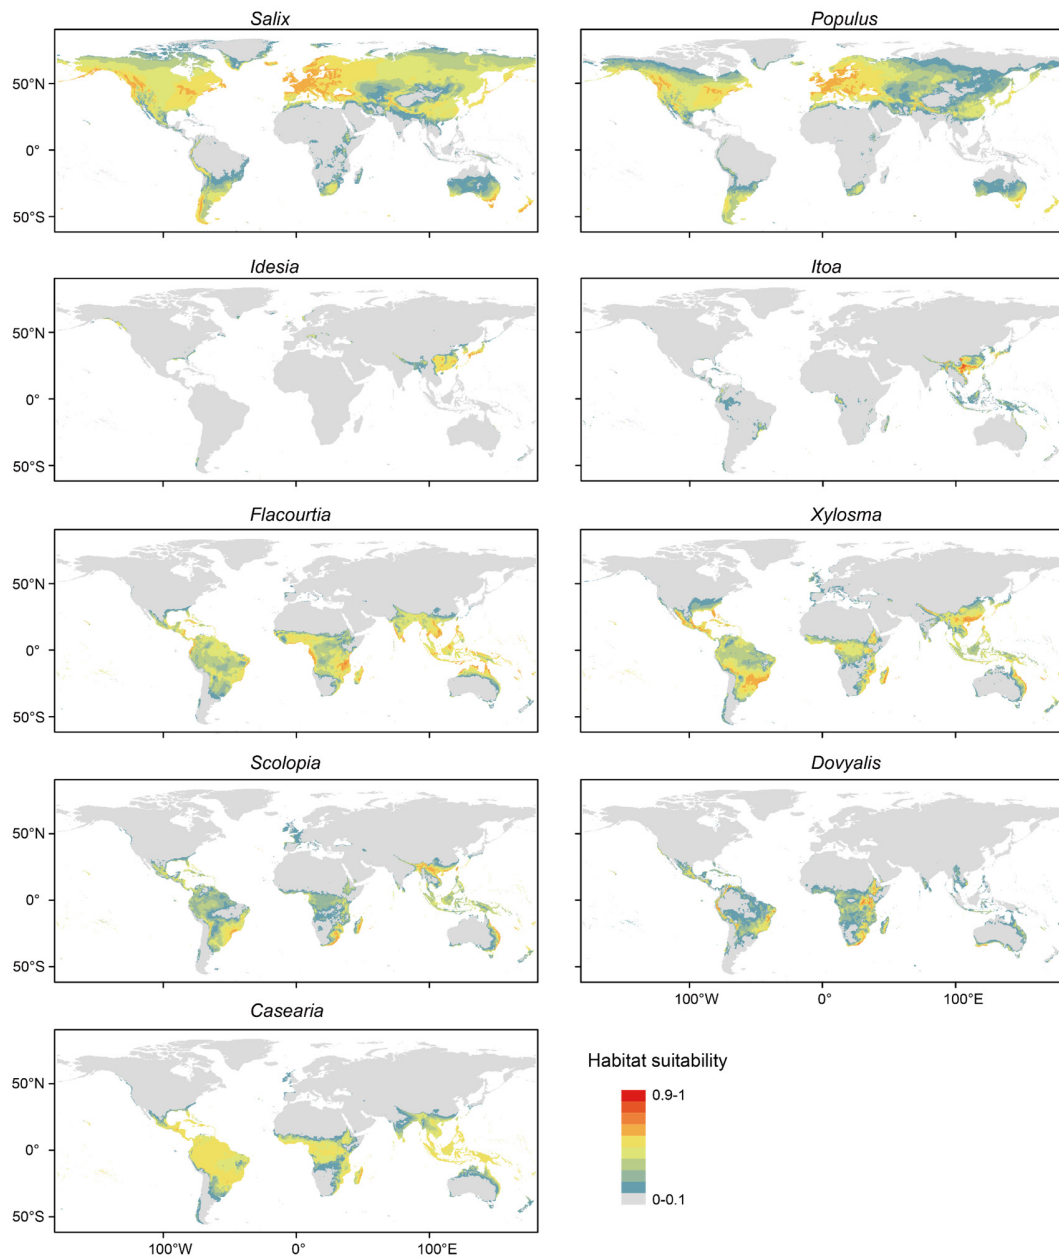 Salix
Populus
50°N
0°
50°S
Idesia
Itoa
50°N
0°
50°S
Flacourtia
Xylosma
50°N
0°
50°S
Scolopia
Dovyalis
50°N
0°
50°S
100°W
0°
100°E
Casearia
50°N
0°
50°S
100°W
0°
100°E
Habitat suitability
0.9-1
0-0.1